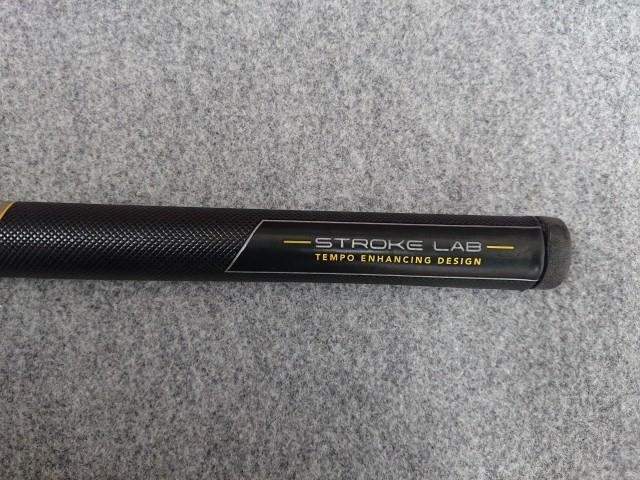 STROKE LAB
TEMPO ENHANCING DESIGN